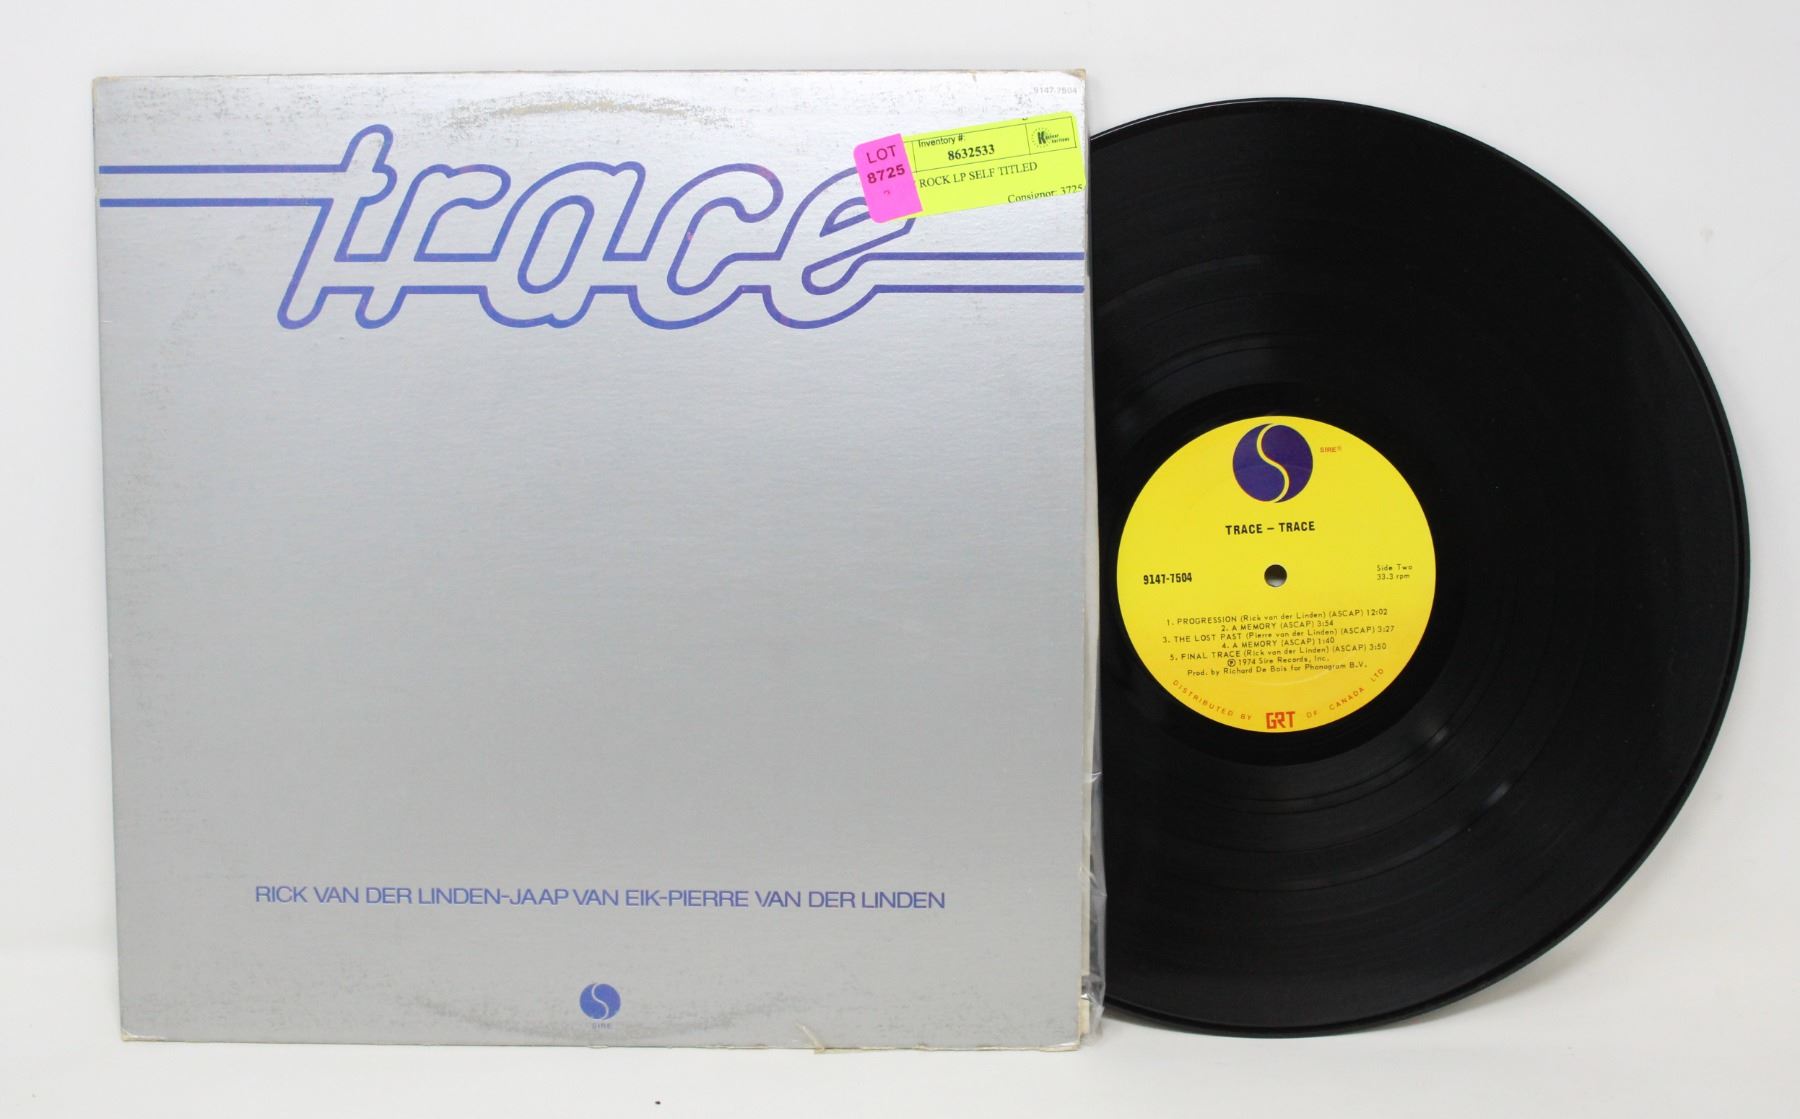 9147-7504
trace
LOT
8725
Inventory #:
8632533
ROCK LP SELF TITLED
Consignor: 3725
RICK VAN DER LINDEN-JAAP VAN EIK-PIERRE VAN DER LINDEN
SIRE
SIRE®
TRACE – TRACE
9147-7504
Side Two
33.3 rpm
1. PROGRESSION (Rick van der Linden) (ASCAP) 12:02
2. A MEMORY (ASCAP) 3:54
3. THE LOST PAST (Pierre van der Linden) (ASCAP) 3:27
4. A MEMORY (ASCAP) 1:40
5. FINAL TRACE (Rick van der Linden) (ASCAP) 3:50
℗ 1974 Sire Records, Inc.
Prod. by Richard De Bois for Phonogram B.V.
DISTRIBUTED BY GRT OF CANADA LTD